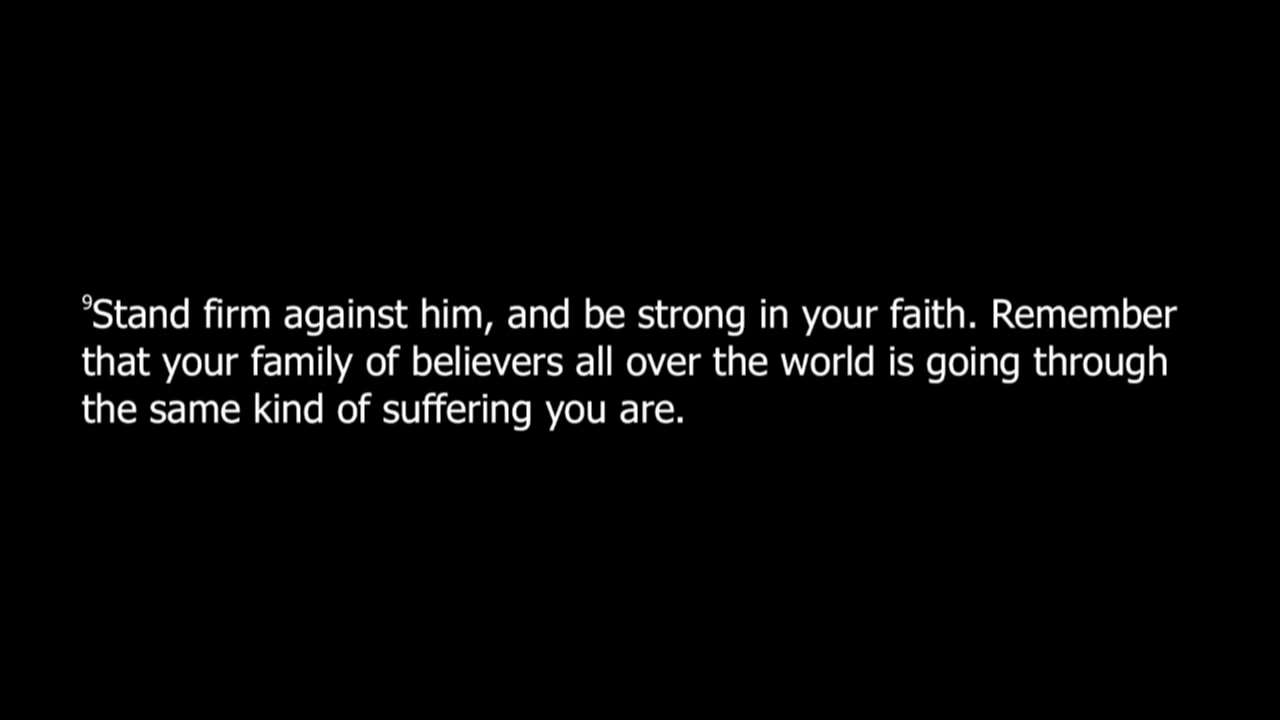 ⁹Stand firm against him, and be strong in your faith. Remember
that your family of believers all over the world is going through
the same kind of suffering you are.